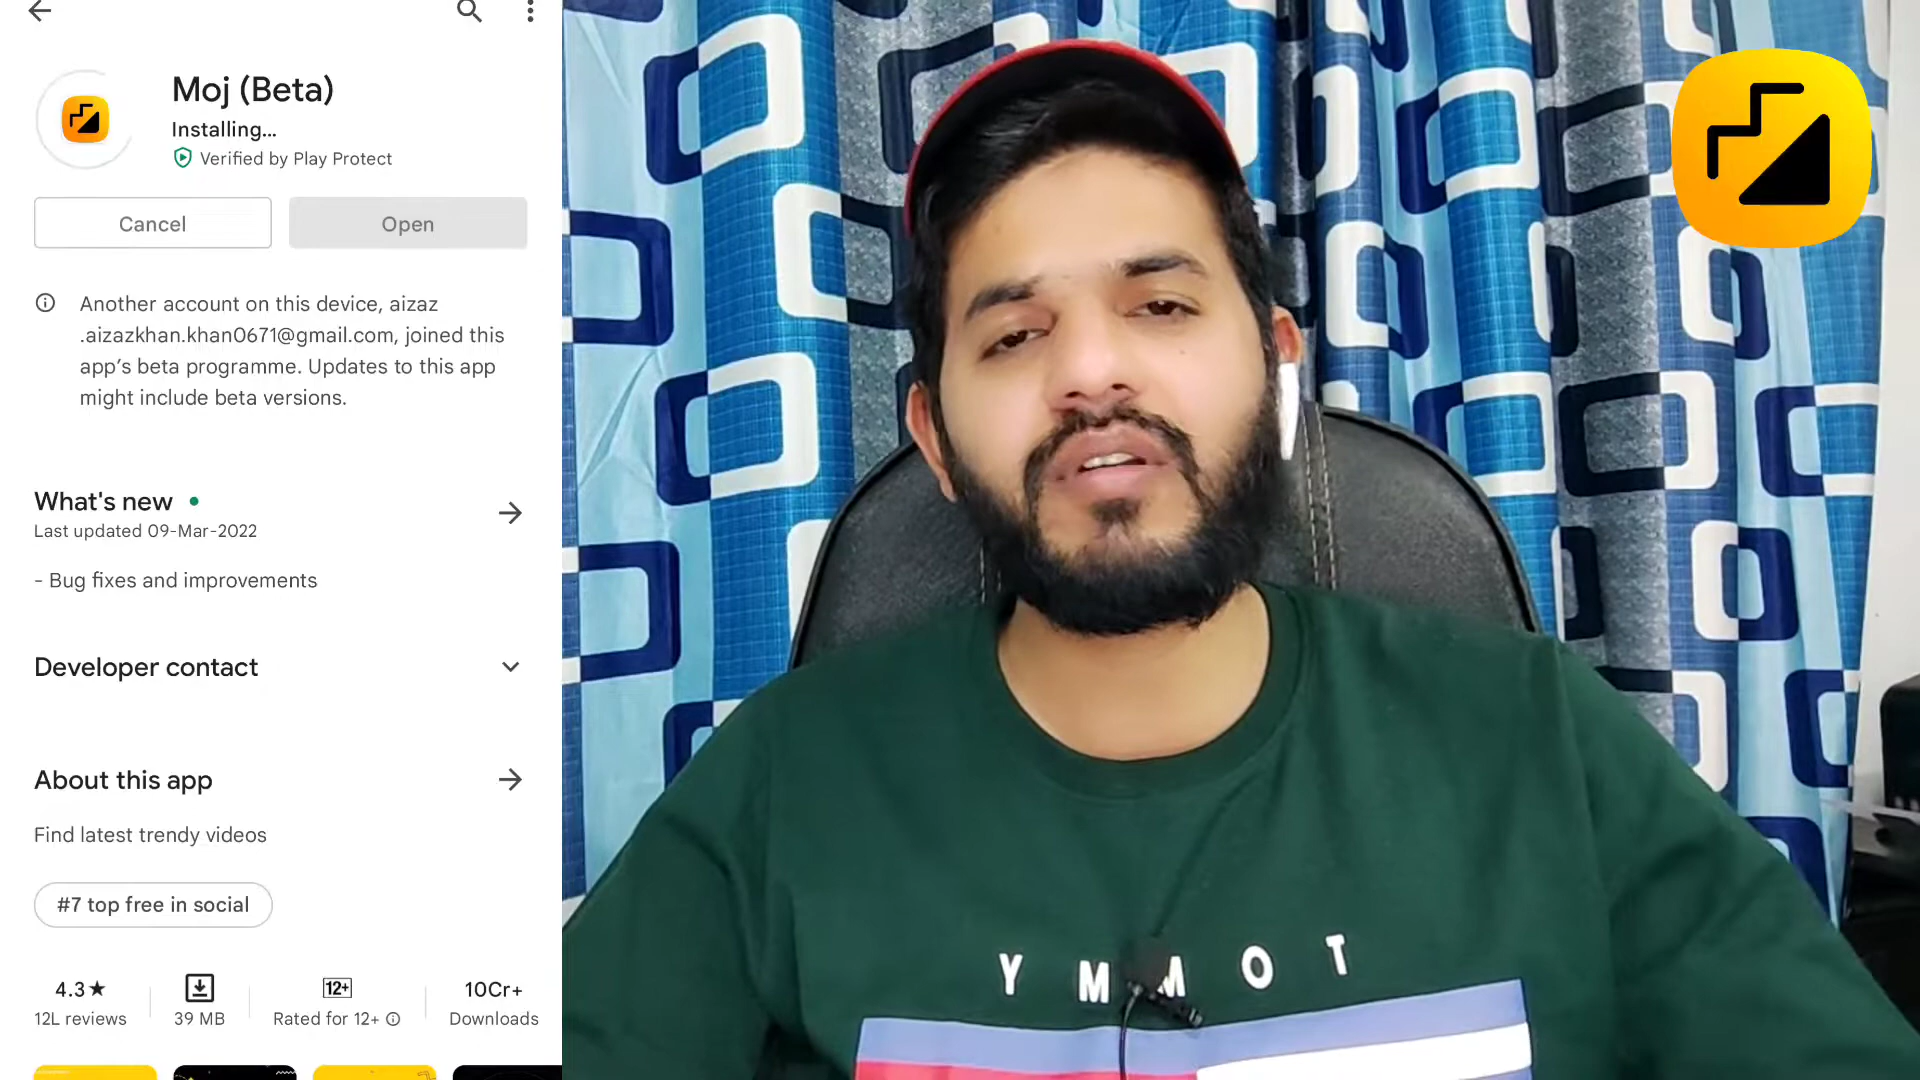 Moj (Beta)
Installing...
Verified by Play Protect
Cancel
Open
Another account on this device, aizaz
.aizazkhan.khan0671@gmail.com, joined this
app's beta programme. Updates to this app
might include beta versions.
What's new
Last updated 09-Mar-2022
- Bug fixes and improvements
Developer contact
About this app
Find latest trendy videos
#7 top free in social
4.3★
12L reviews
39 MB
12+
Rated for 12+
10Cr+
Downloads
Y M M O T